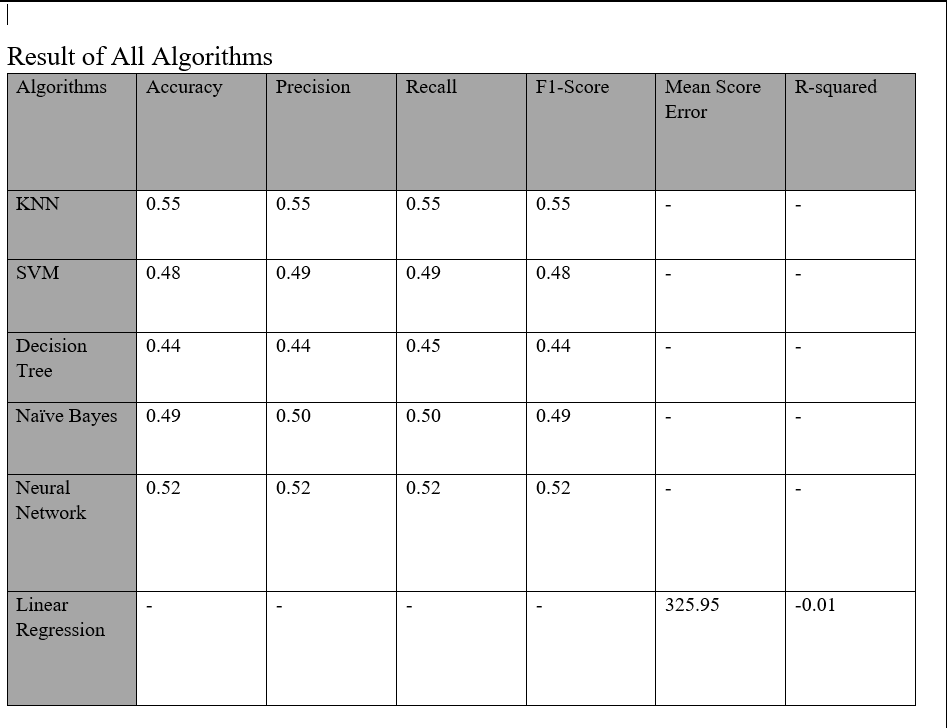 Result of All Algorithms
Algorithms Accuracy Precision Recall F1-Score Mean Score R-squared
Error
KNN 0.55 0.55 0.55 0.55 - -
SVM 0.48 0.49 0.49 0.48 - -
Decision 0.44 0.44 0.45 0.44 - -
Tree
Naïve Bayes 0.49 0.50 0.50 0.49 - -
Neural 0.52 0.52 0.52 0.52 - -
Network
Linear - - - - 325.95 -0.01
Regression